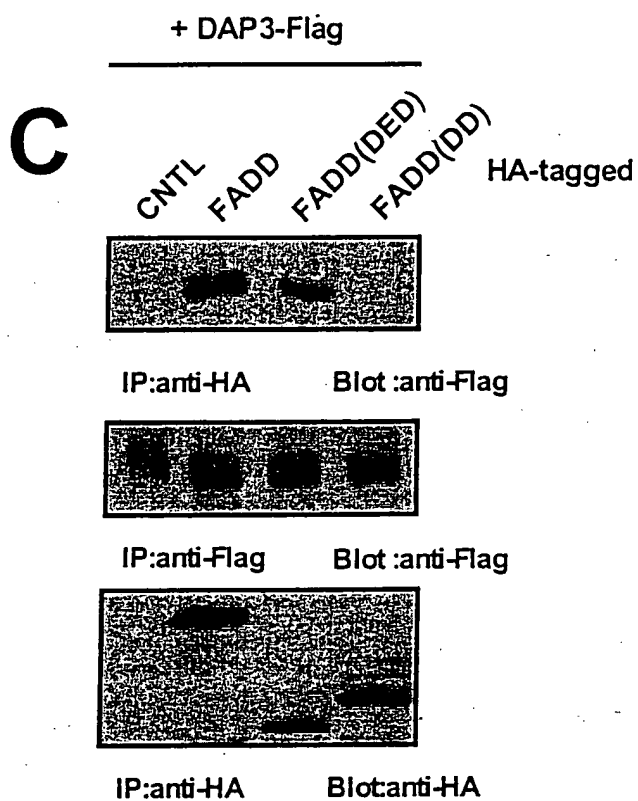 + DAP3-Flag
C
CNTL
FADD
FADD(DED)
FADD(DD)
HA-tagged
IP:anti-HA Blot :anti-Flag
IP:anti-Flag Blot :anti-Flag
IP:anti-HA Blot:anti-HA